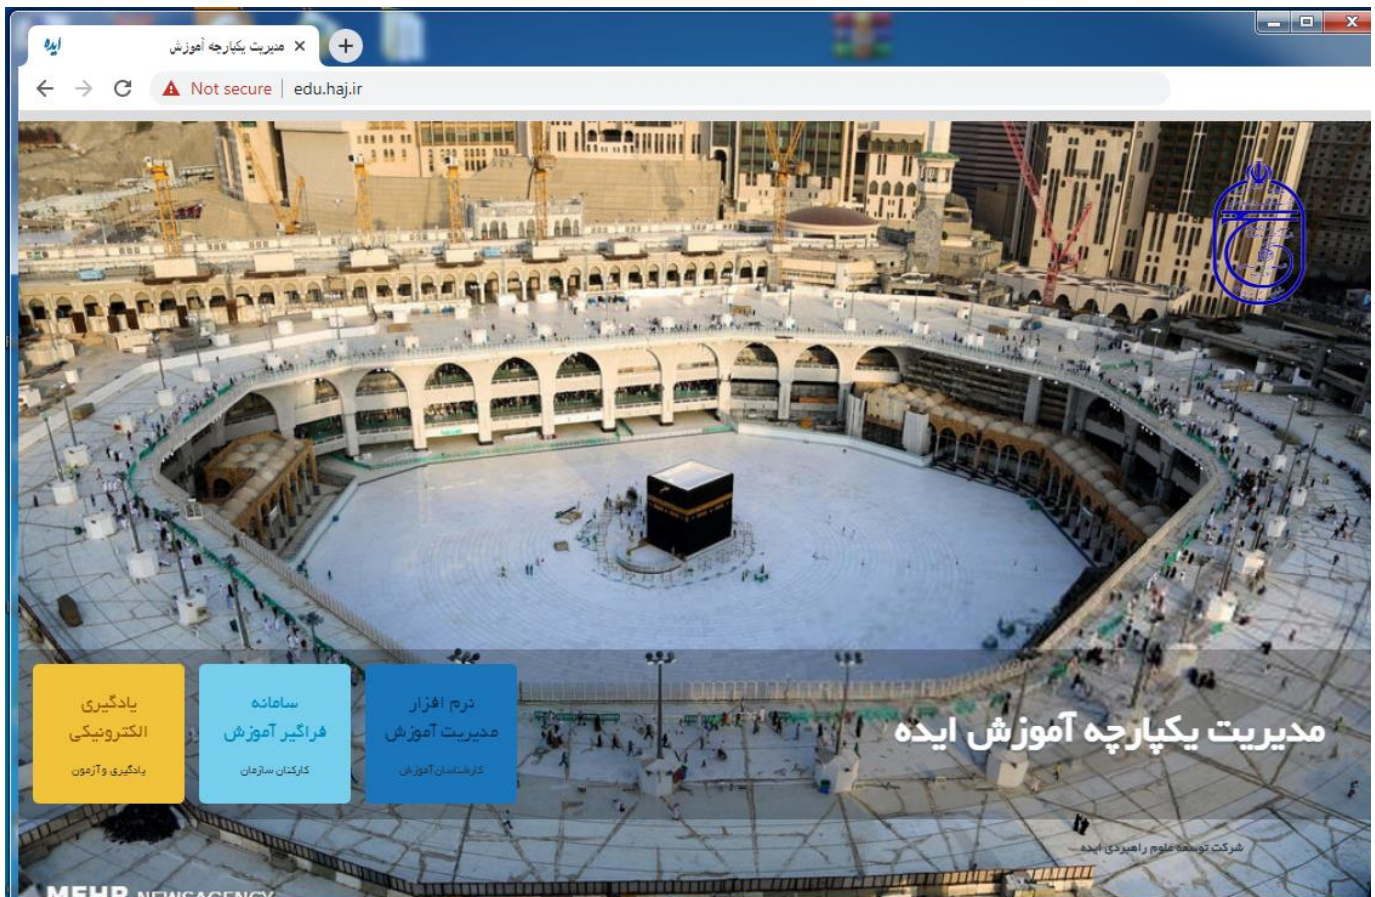 ایده
مدیریت یکپارچه آموزش
Not secure
edu.haj.ir
مدیریت یکپارچه آموزش ایده
نرم افزار
مدیریت آموزش
کارشناسان آموزش
سامانه
فراگیر آموزش
کارکنان سازمان
یادگیری
الکترونیکی
یادگیری و آزمون
شرکت توسعه علوم راهبردی ایده
MEHR NEWSAGENCY